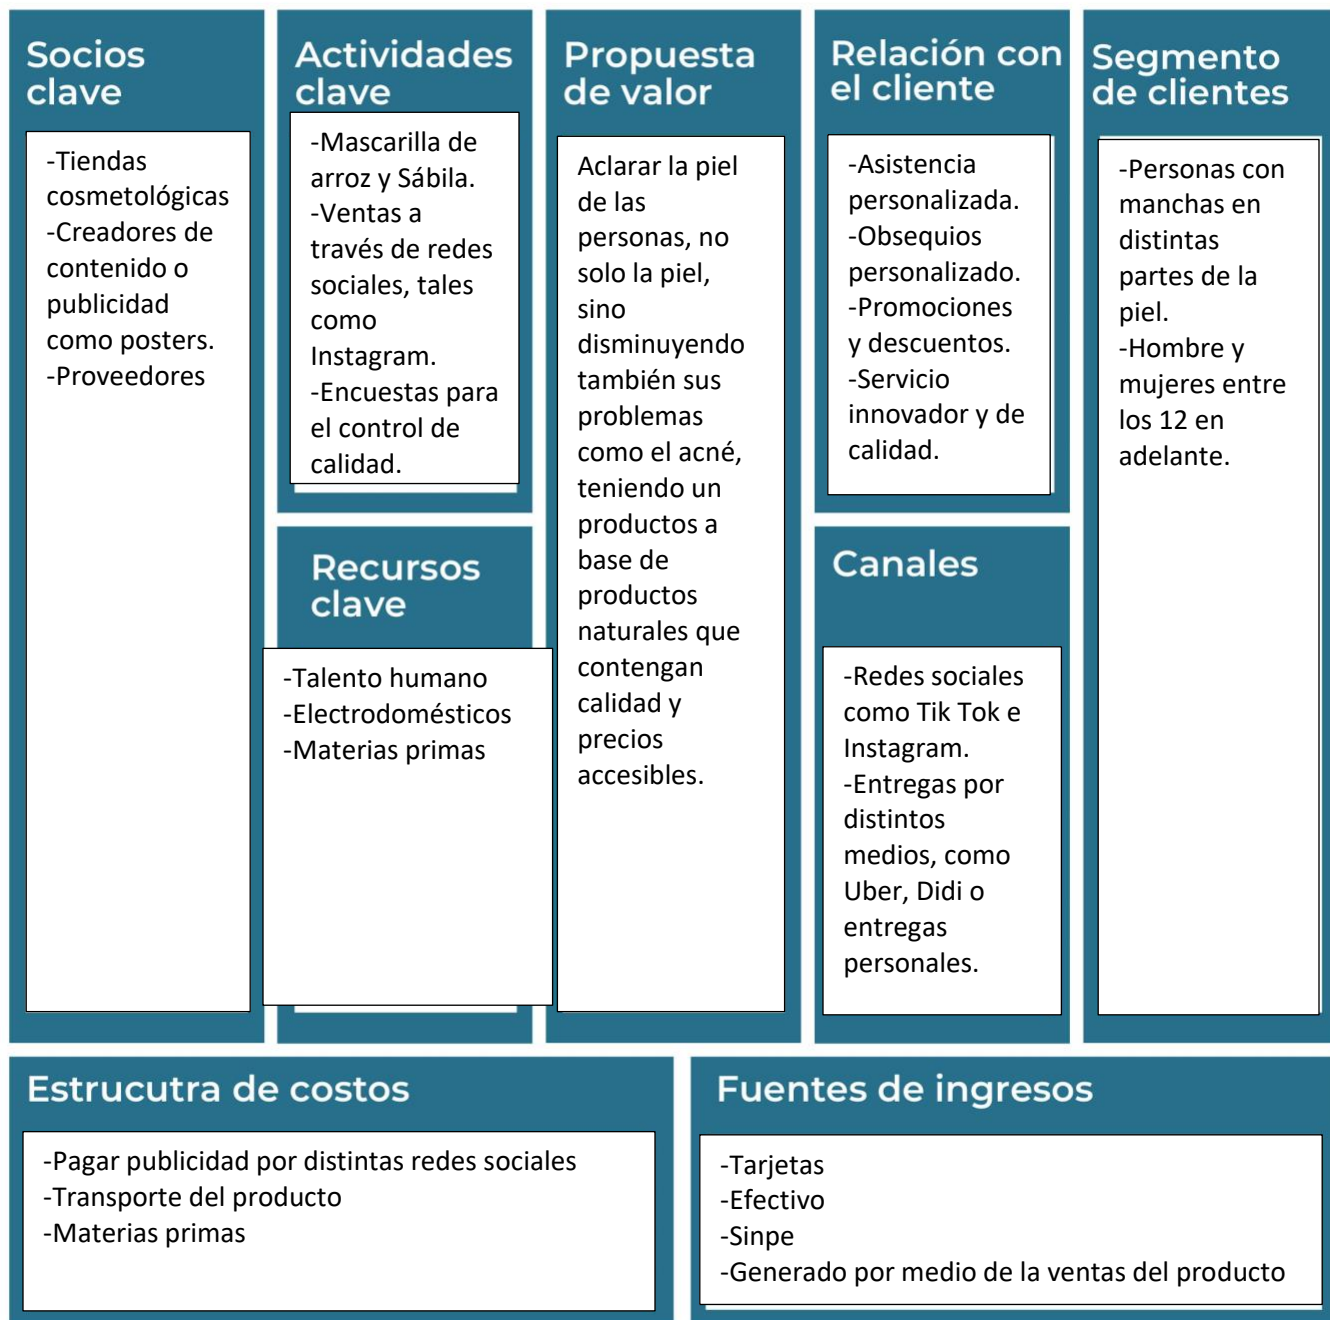 Socios
clave
-Tiendas
cosmetológicas
-Creadores de
contenido o
publicidad
como posters.
-Proveedores
Actividades
clave
-Mascarilla de
arroz y Sábila.
-Ventas a
través de redes
sociales, tales
como
Instagram.
-Encuestas para
el control de
calidad.
Recursos
clave
-Talento humano
-Electrodomésticos
-Materias primas
Propuesta
de valor
Aclarar la piel
de las
personas, no
solo la piel,
sino
disminuyendo
también sus
problemas
como el acné,
teniendo un
productos a
base de
productos
naturales que
contengan
calidad y
precios
accesibles.
Relación con
el cliente
-Asistencia
personalizada.
-Obsequios
personalizado.
-Promociones
y descuentos.
-Servicio
innovador y de
calidad.
Canales
-Redes sociales
como Tik Tok e
Instagram.
-Entregas por
distintos
medios, como
Uber, Didi o
entregas
personales.
Segmento
de clientes
-Personas con
manchas en
distintas
partes de la
piel.
-Hombre y
mujeres entre
los 12 en
adelante.
Estrucutra de costos
-Pagar publicidad por distintas redes sociales
-Transporte del producto
-Materias primas
Fuentes de ingresos
-Tarjetas
-Efectivo
-Sinpe
-Generado por medio de la ventas del producto